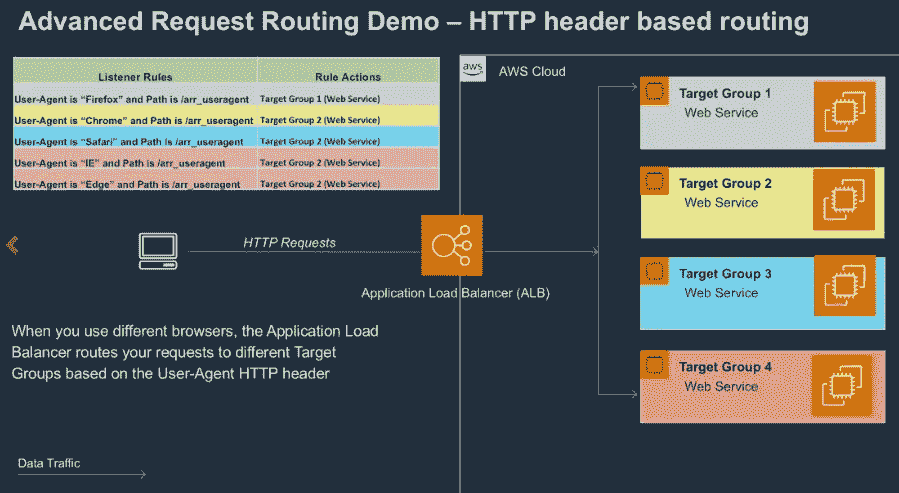 Advanced Request Routing Demo – HTTP header based routing
Listener Rules Rule Actions
User-Agent is “Firefox” and Path is /arr_useragent Target Group 1 (Web Service)
User-Agent is “Chrome” and Path is /arr_useragent Target Group 2 (Web Service)
User-Agent is “Safari” and Path is /arr_useragent Target Group 2 (Web Service)
User-Agent is “IE” and Path is /arr_useragent Target Group 2 (Web Service)
User-Agent is “Edge” and Path is /arr_useragent Target Group 2 (Web Service)
aws
AWS Cloud
Target Group 1
Web Service
Target Group 2
Web Service
Target Group 3
Web Service
Target Group 4
Web Service
HTTP Requests
Application Load Balancer (ALB)
When you use different browsers, the Application Load
Balancer routes your requests to different Target
Groups based on the User-Agent HTTP header
Data Traffic